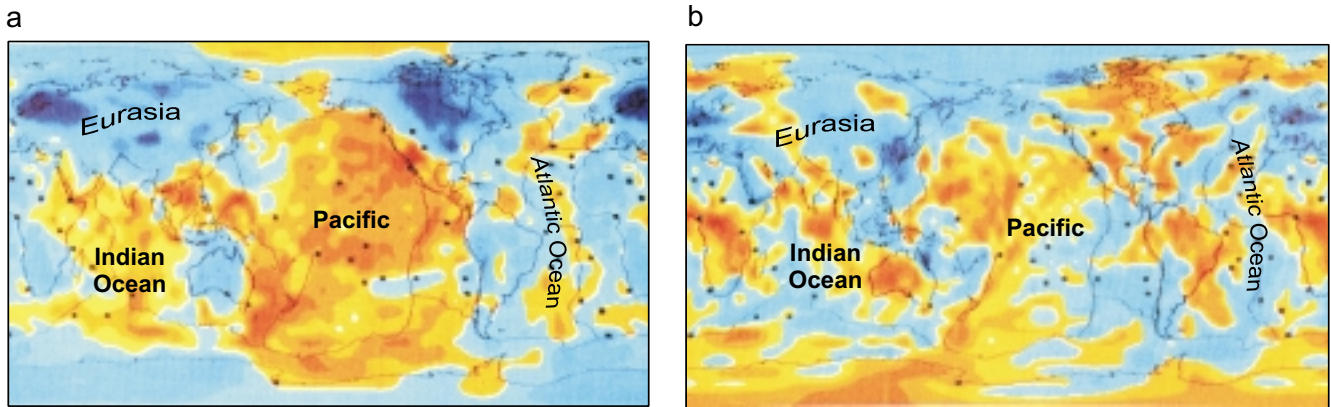 a
Eurasia
Pacific
Indian
Ocean
Atlantic Ocean
b
Eurasia
Pacific
Indian
Ocean
Atlantic Ocean